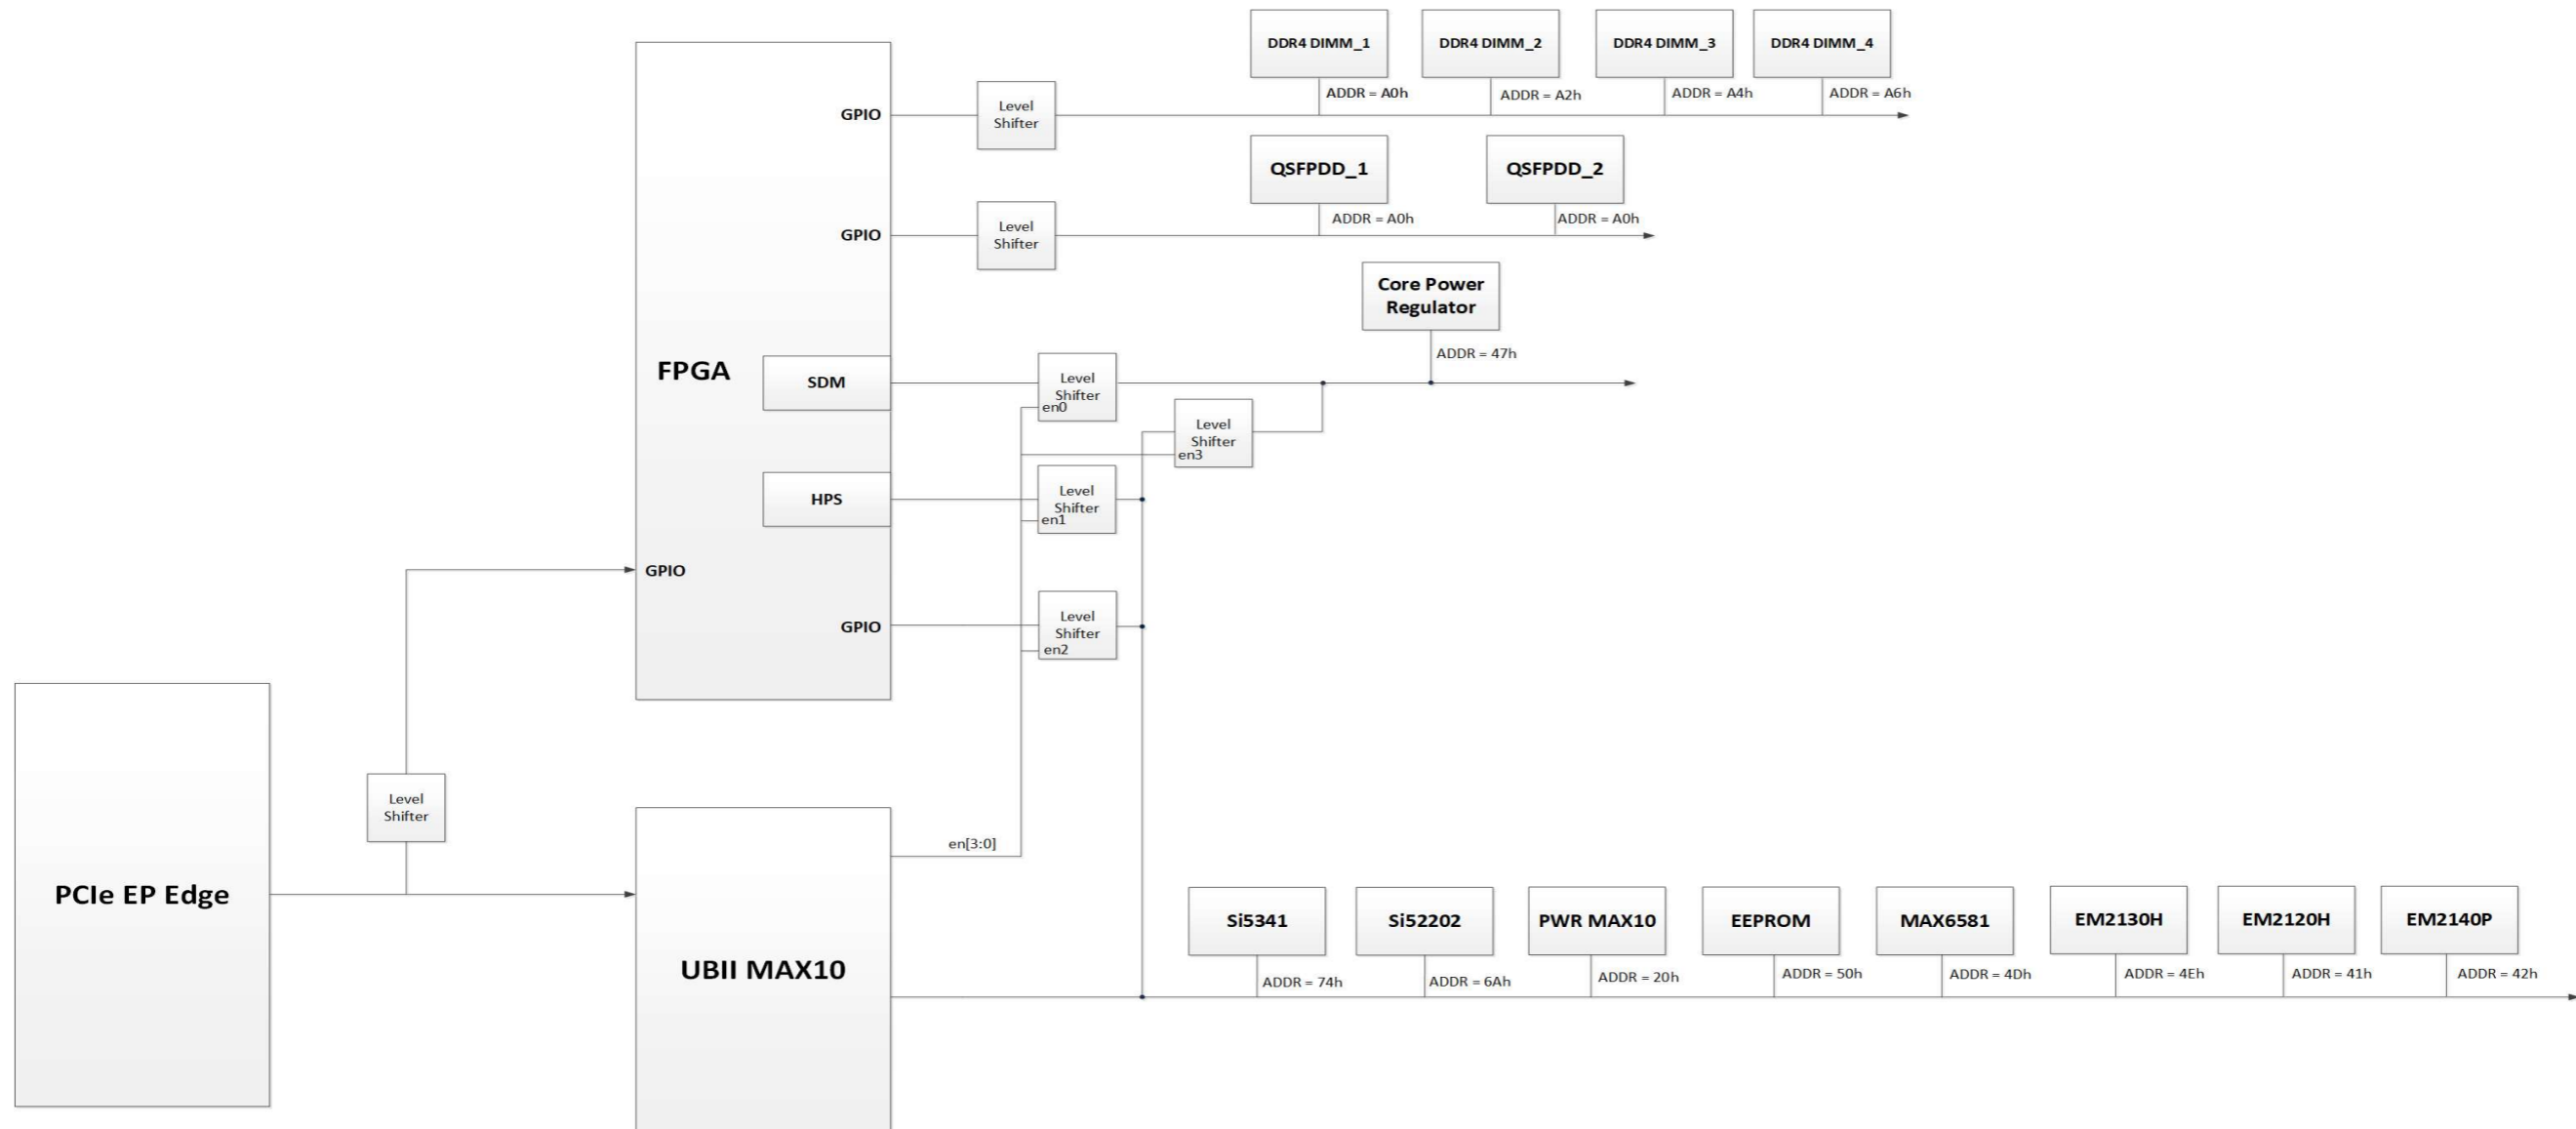 DDR4 DIMM_1
DDR4 DIMM_2
DDR4 DIMM_3
DDR4 DIMM_4
ADDR = A0h
ADDR = A2h
ADDR = A4h
ADDR = A6h
GPIO
Level
Shifter
QSFPDD_1
QSFPDD_2
ADDR = A0h
ADDR = A0h
GPIO
Level
Shifter
Core Power
Regulator
ADDR = 47h
FPGA
SDM
Level
Shifter
en0
Level
Shifter
en3
HPS
Level
Shifter
en1
GPIO
GPIO
Level
Shifter
en2
Level
Shifter
en[3:0]
PCIe EP Edge
UBII MAX10
Si5341
Si52202
PWR MAX10
EEPROM
MAX6581
EM2130H
EM2120H
EM2140P
ADDR = 74h
ADDR = 6Ah
ADDR = 20h
ADDR = 50h
ADDR = 4Dh
ADDR = 4Eh
ADDR = 41h
ADDR = 42h